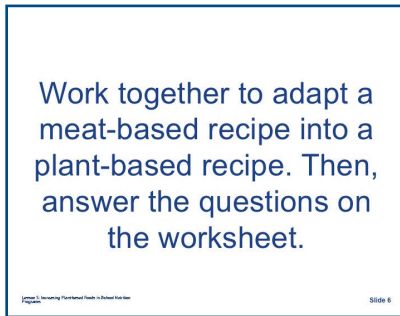 Work together to adapt a
meat-based recipe into a
plant-based recipe. Then,
answer the questions on
the worksheet.
Lesson 3: Increasing Plant-based Foods in School Nutrition
Programs
Slide 6